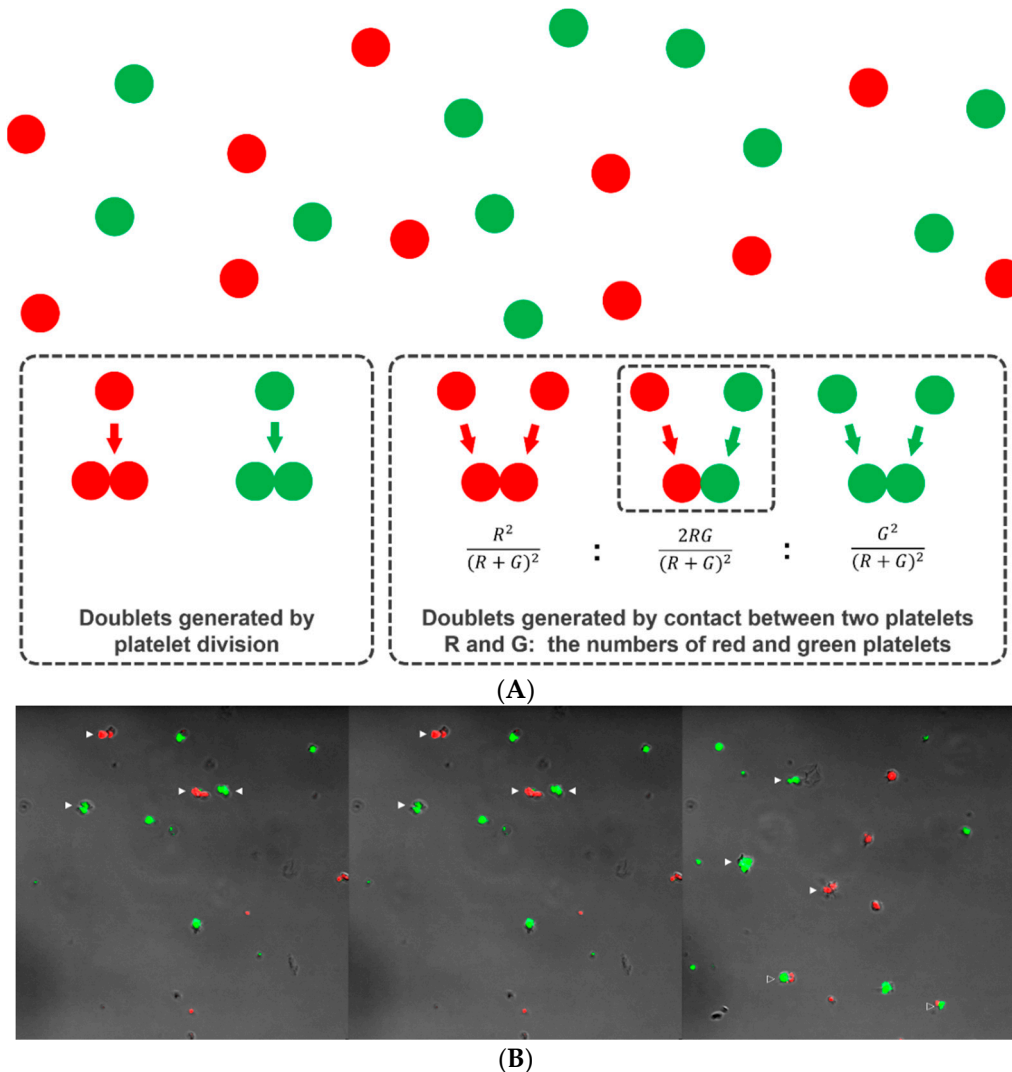 R²/(R + G)² : 2RG/(R + G)² : G²/(R + G)²
Doublets generated by
platelet division
Doublets generated by contact between two platelets
R and G: the numbers of red and green platelets
(A)
(B)